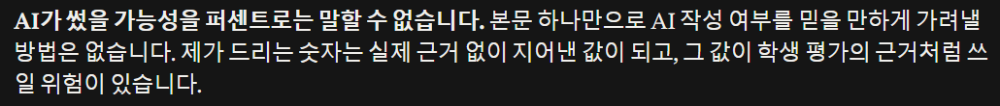 AI가 썼을 가능성을 퍼센트로는 말할 수 없습니다. 본문 하나만으로 AI 작성 여부를 믿을 만하게 가려낼
방법은 없습니다. 제가 드리는 숫자는 실제 근거 없이 지어낸 값이 되고, 그 값이 학생 평가의 근거처럼 쓰
일 위험이 있습니다.